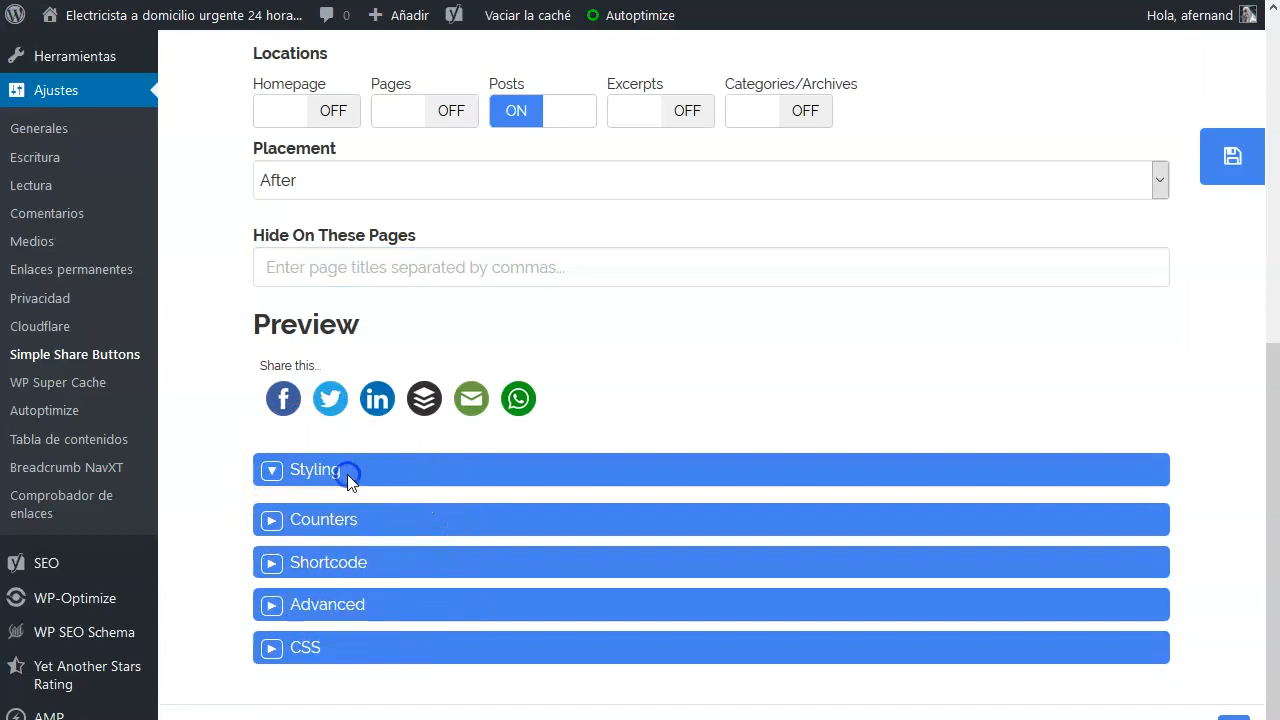 Electricista a domicilio urgente 24 hora...
0
Añadir
Vaciar la caché
Autoptimize
Hola, afernand
Herramientas
Ajustes
Generales
Escritura
Lectura
Comentarios
Medios
Enlaces permanentes
Privacidad
Cloudflare
Simple Share Buttons
WP Super Cache
Autoptimize
Tabla de contenidos
Breadcrumb NavXT
Comprobador de
enlaces
SEO
WP-Optimize
WP SEO Schema
Yet Another Stars
Rating
AMP
Locations
Homepage Pages Posts Excerpts Categories/Archives
OFF OFF ON OFF OFF
Placement
After
Hide On These Pages
Enter page titles separated by commas...
Preview
Share this...
Styling
Counters
Shortcode
Advanced
CSS